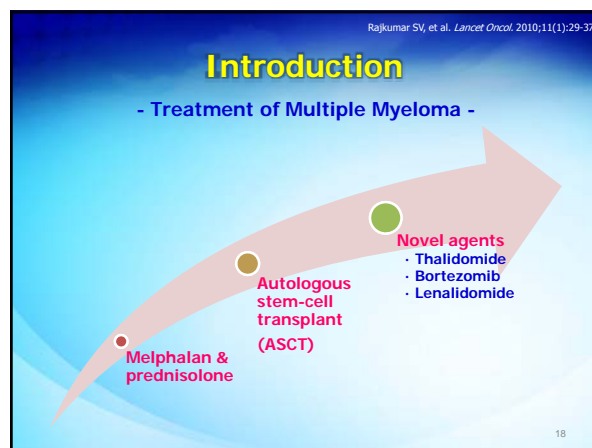 Rajkumar SV, et al. Lancet Oncol. 2010;11(1):29-37
Introduction
- Treatment of Multiple Myeloma -
Novel agents
· Thalidomide
· Bortezomib
· Lenalidomide
Autologous
stem-cell
transplant
(ASCT)
Melphalan &
prednisolone
18